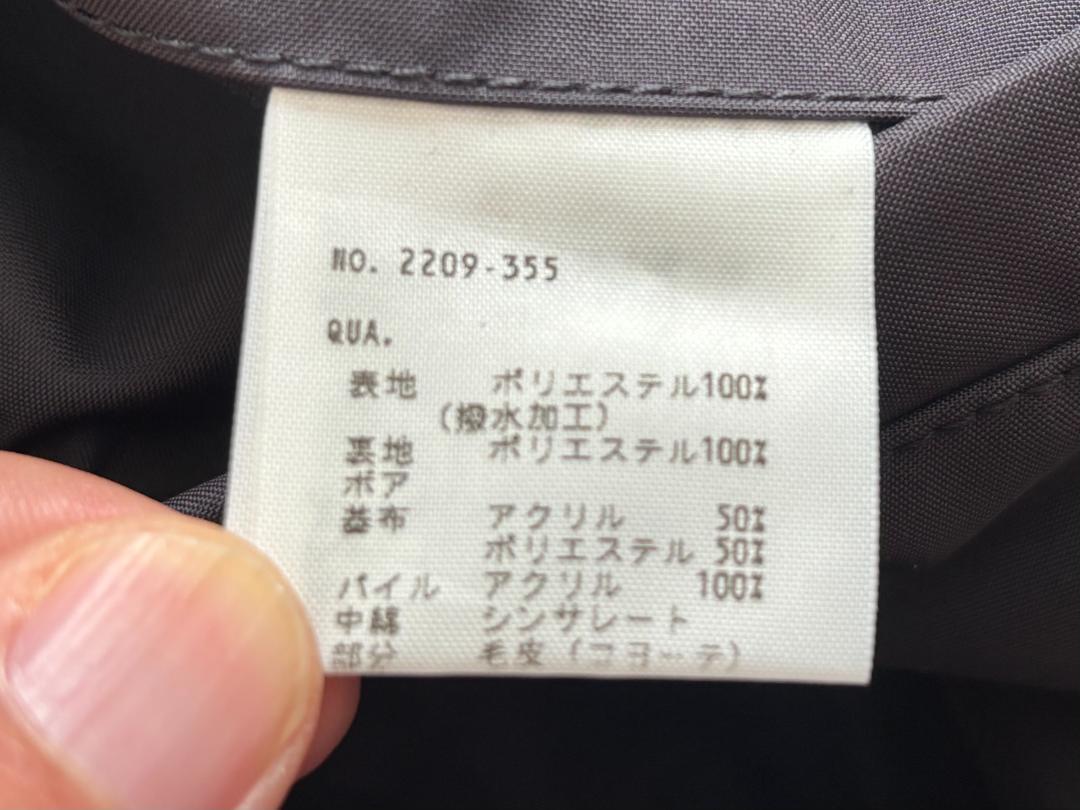 NO. 2209-355
QUA.
表地 ポリエステル100%
(撥水加工)
裏地 ポリエステル100%
ボア
基布 アクリル 50%
ポリエステル 50%
パイル アクリル 100%
中綿 シンサレート
部分 毛皮(コヨーテ)